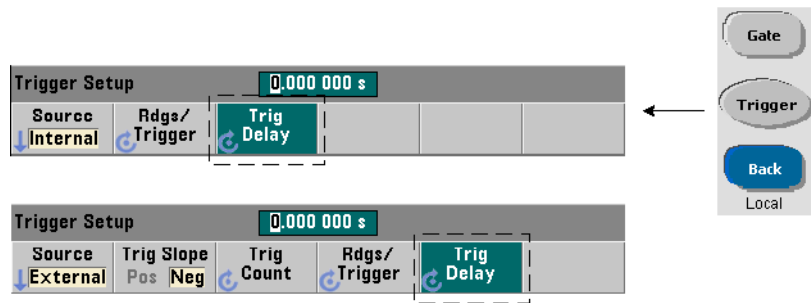 Gate
Trigger Setup 0.000 000 s
Source Rdgs/ Trig
Internal Trigger Delay
Trigger
Back
Local
Trigger Setup 0.000 000 s
Source Trig Slope Trig Rdgs/ Trig
External Pos Neg Count Trigger Delay